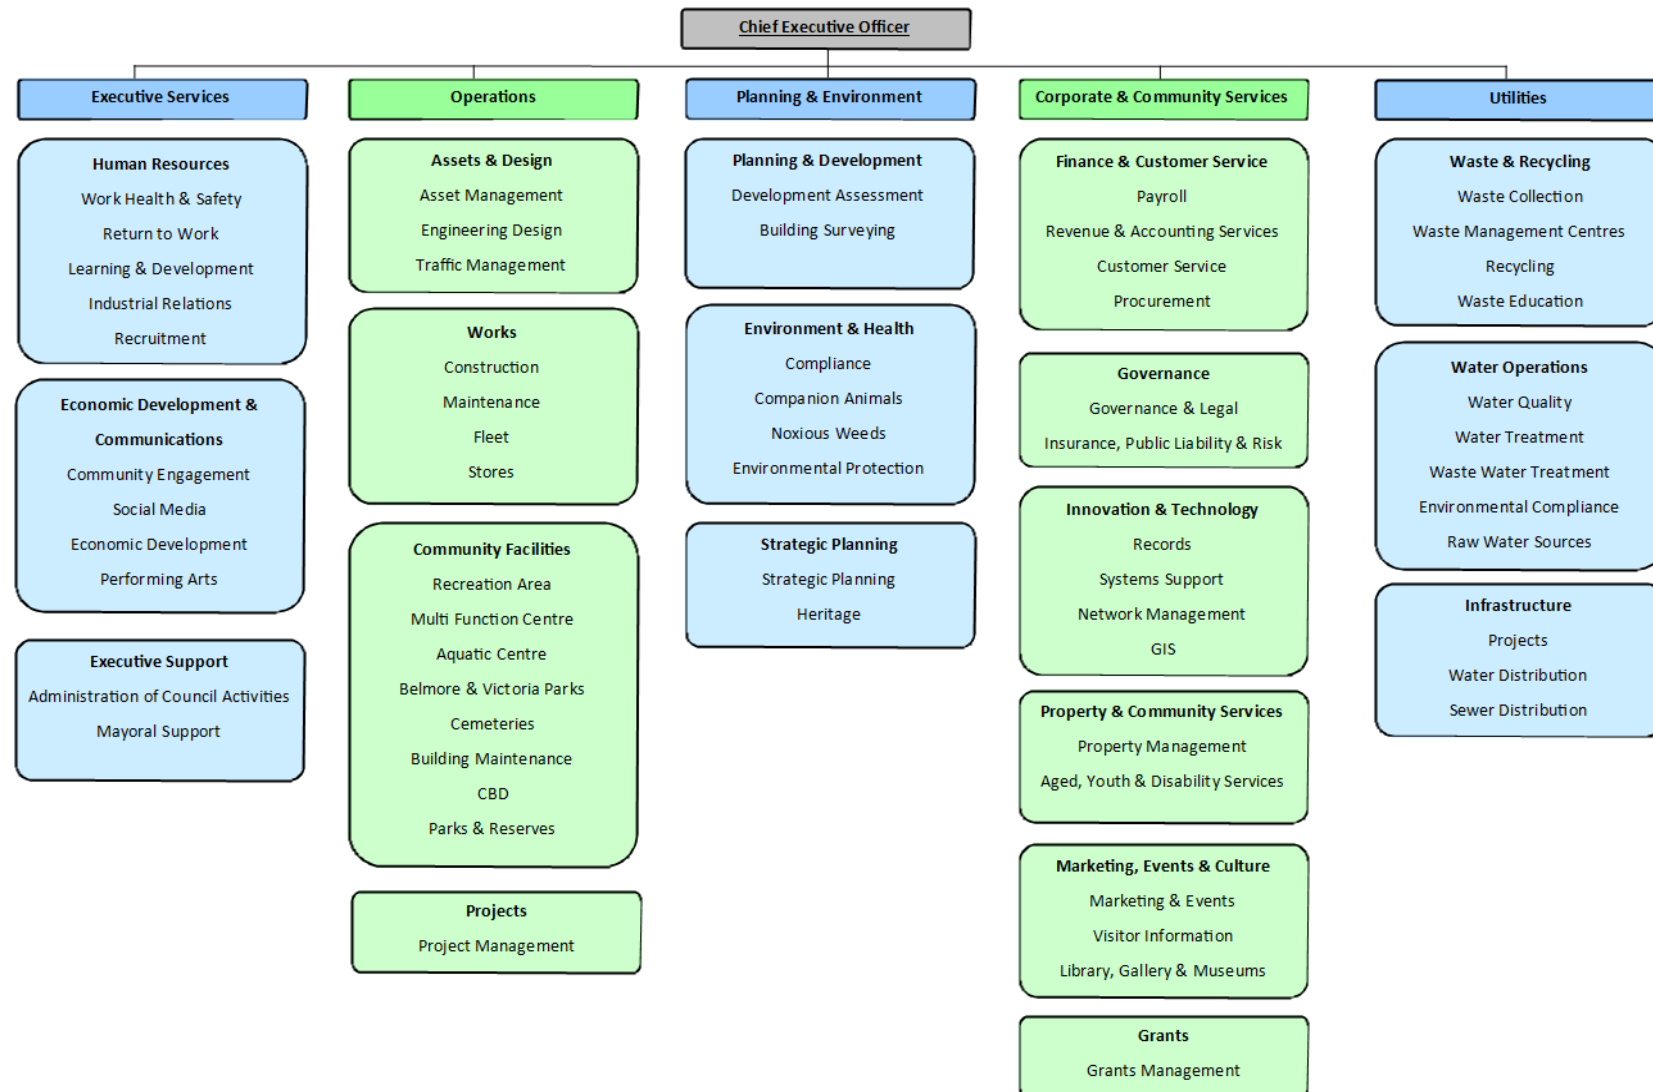 Chief Executive Officer
Executive Services
Human Resources
Work Health & Safety
Return to Work
Learning & Development
Industrial Relations
Recruitment
Economic Development &
Communications
Community Engagement
Social Media
Economic Development
Performing Arts
Executive Support
Administration of Council Activities
Mayoral Support
Operations
Assets & Design
Asset Management
Engineering Design
Traffic Management
Works
Construction
Maintenance
Fleet
Stores
Community Facilities
Recreation Area
Multi Function Centre
Aquatic Centre
Belmore & Victoria Parks
Cemeteries
Building Maintenance
CBD
Parks & Reserves
Projects
Project Management
Planning & Environment
Planning & Development
Development Assessment
Building Surveying
Environment & Health
Compliance
Companion Animals
Noxious Weeds
Environmental Protection
Strategic Planning
Strategic Planning
Heritage
Corporate & Community Services
Finance & Customer Service
Payroll
Revenue & Accounting Services
Customer Service
Procurement
Governance
Governance & Legal
Insurance, Public Liability & Risk
Innovation & Technology
Records
Systems Support
Network Management
GIS
Property & Community Services
Property Management
Aged, Youth & Disability Services
Marketing, Events & Culture
Marketing & Events
Visitor Information
Library, Gallery & Museums
Grants
Grants Management
Utilities
Waste & Recycling
Waste Collection
Waste Management Centres
Recycling
Waste Education
Water Operations
Water Quality
Water Treatment
Waste Water Treatment
Environmental Compliance
Raw Water Sources
Infrastructure
Projects
Water Distribution
Sewer Distribution